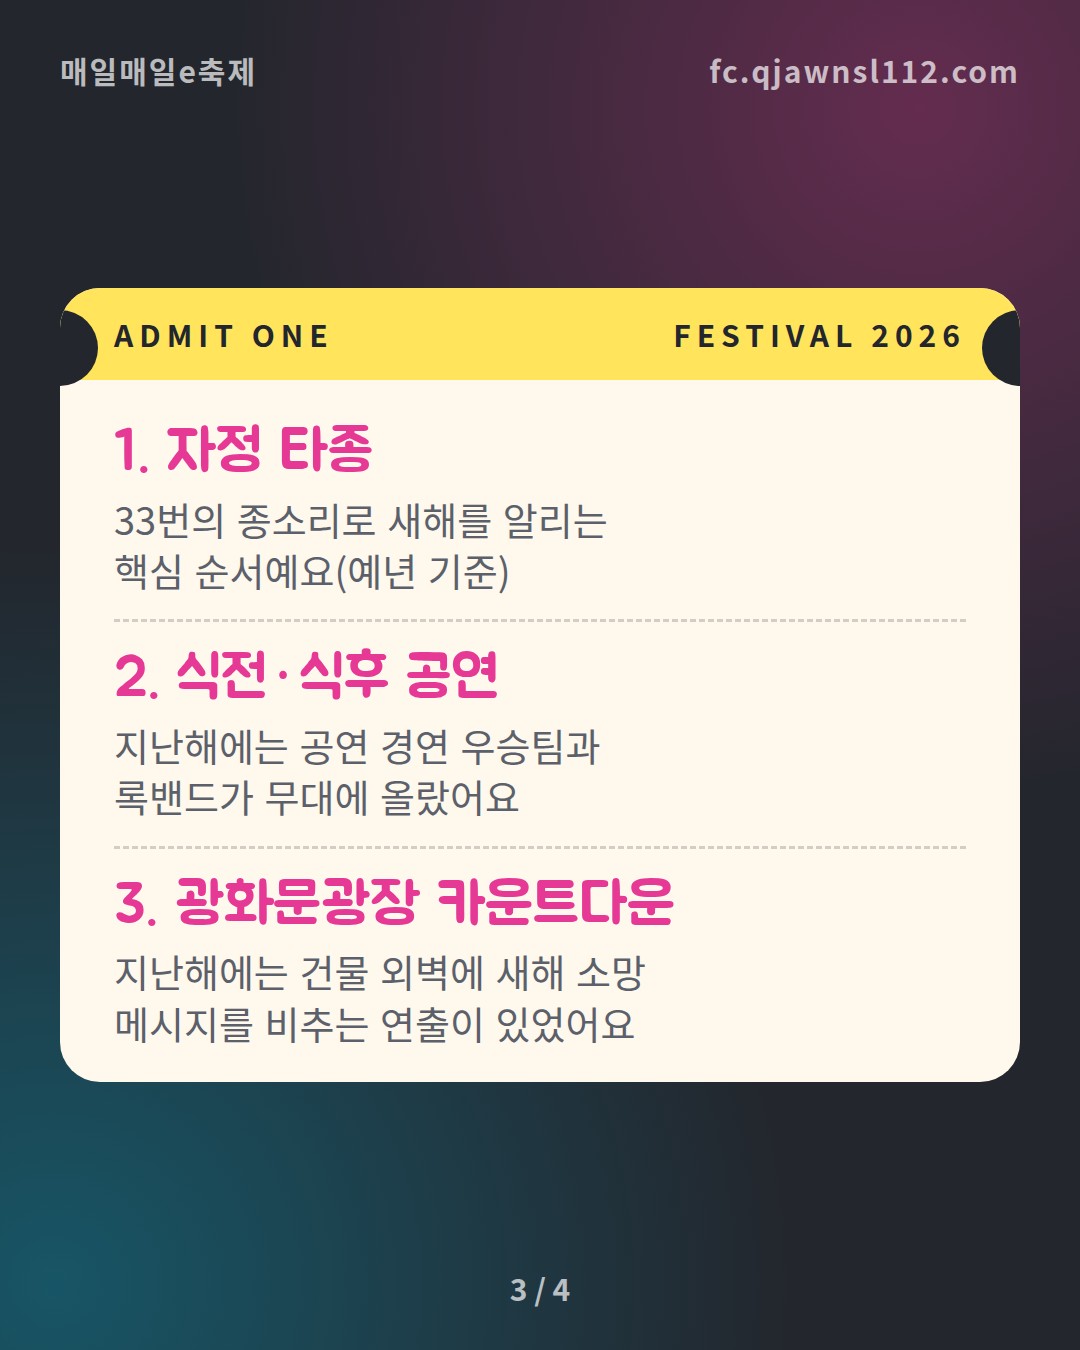 매일매일e축제
fc.qjawnsl112.com
ADMIT ONE
FESTIVAL 2026
1. 자정 타종
33번의 종소리로 새해를 알리는
핵심 순서예요(예년 기준)
2. 식전·식후 공연
지난해에는 공연 경연 우승팀과
록밴드가 무대에 올랐어요
3. 광화문광장 카운트다운
지난해에는 건물 외벽에 새해 소망
메시지를 비추는 연출이 있었어요
3 / 4